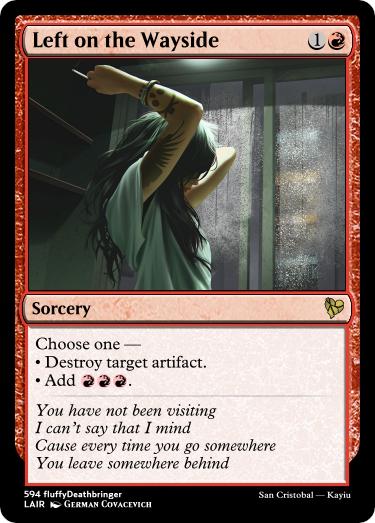 Left on the Wayside 1
Sorcery
Choose one —
• Destroy target artifact.
• Add .
You have not been visiting
I can't say that I mind
Cause every time you go somewhere
You leave somewhere behind
594 fluffyDeathbringer San Cristobal — Kayiu
LAIR German Covacevich